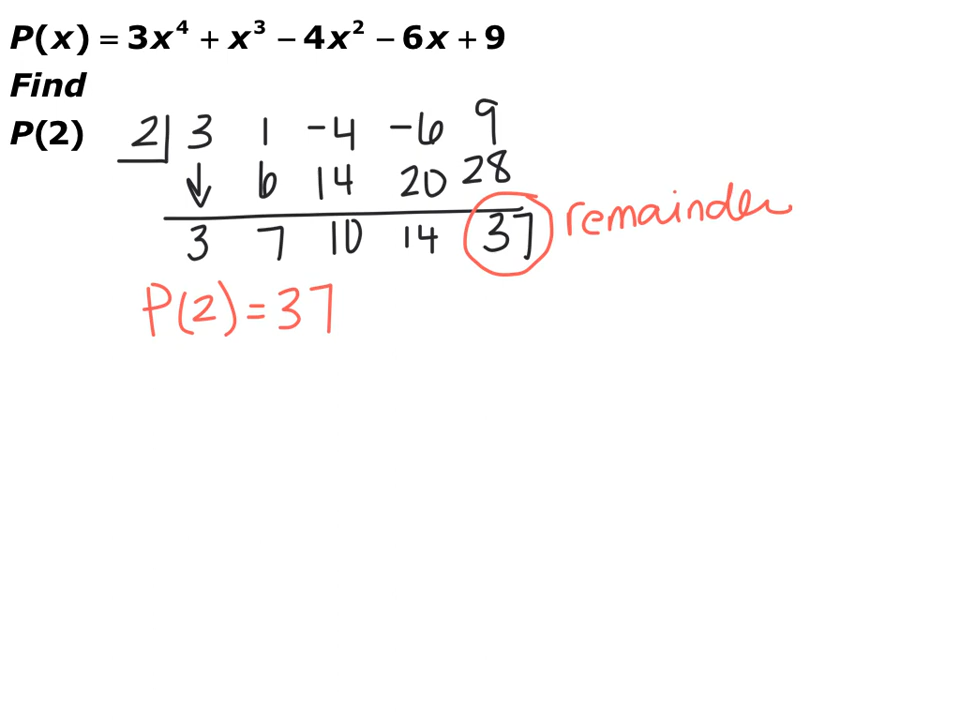 P(x) = 3x⁴ + x³ − 4x² − 6x + 9
Find
P(2) 2| 3 1 -4 -6 9
↓ 6 14 20 28
3 7 10 14 37 remainder
P(2) = 37